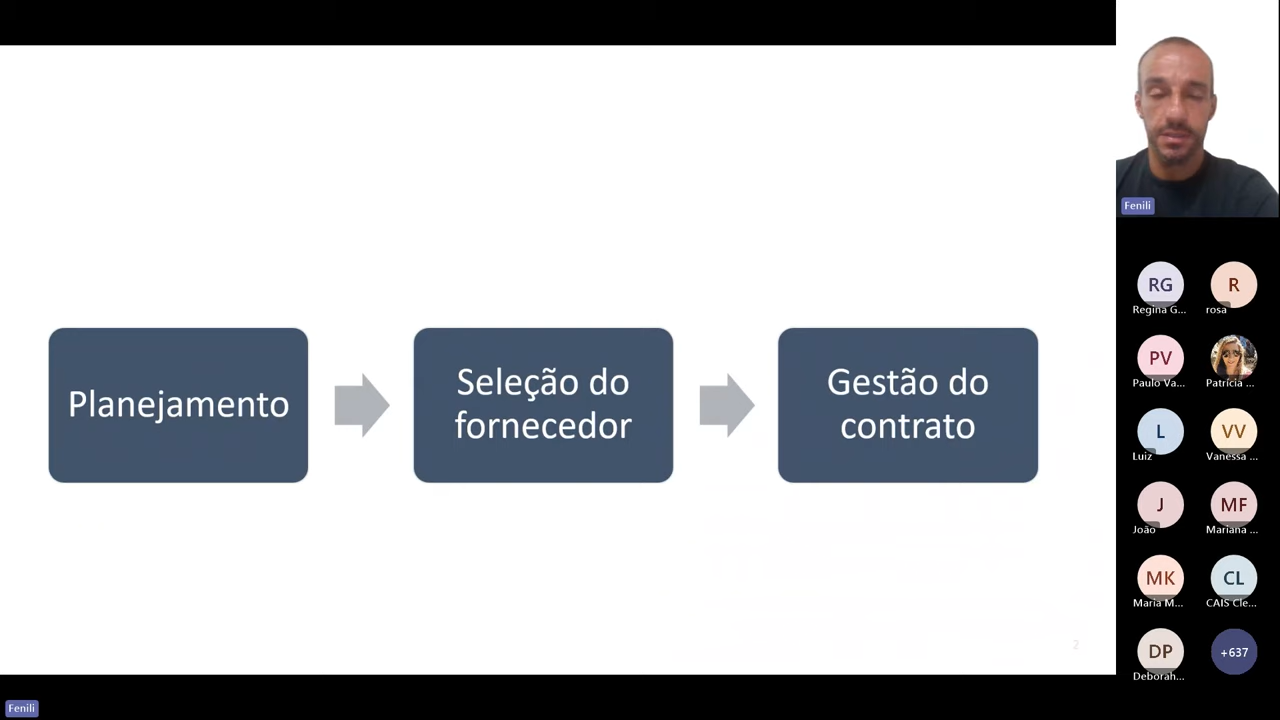 Planejamento
Seleção do
fornecedor
Gestão do
contrato
2
Fenili
RG
Regina G...
R
rosa
PV
Paulo Va...
Patrícia ...
L
Luiz
VV
Vanessa ...
J
João
MF
Mariana ...
MK
Maria M...
CL
CAIS Cle...
DP
Deborah...
+637
Fenili